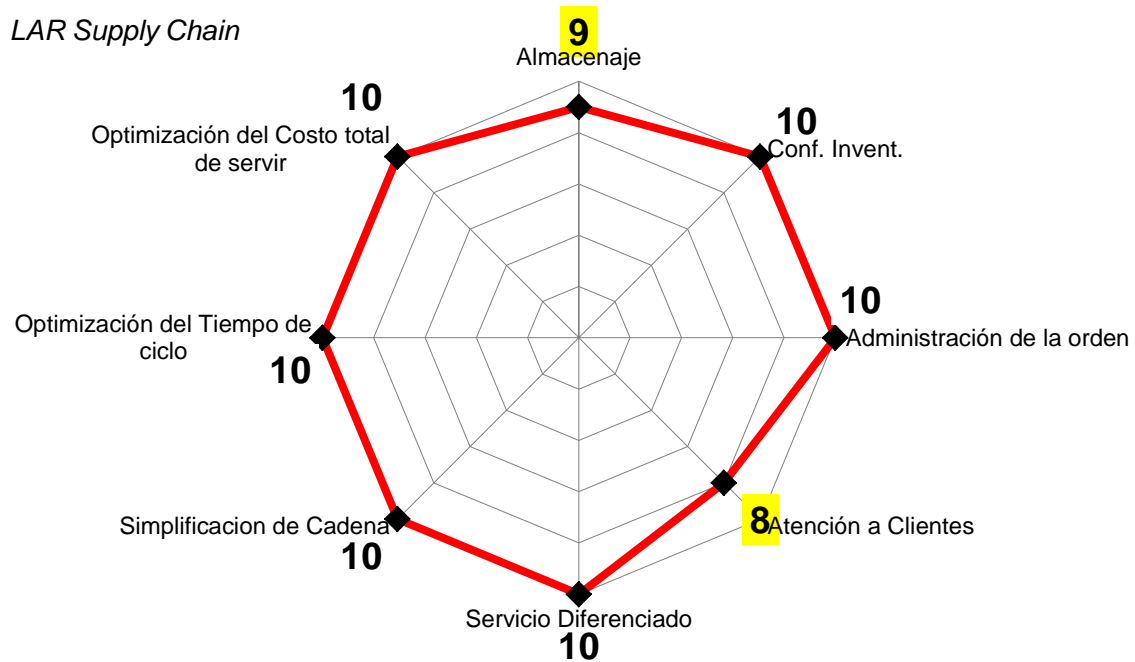 LAR Supply Chain
9
Almacenaje
10
Conf. Invent.
10
Administración de la orden
8
Atención a Clientes
Servicio Diferenciado
10
Simplificacion de Cadena
10
Optimización del Tiempo de
ciclo
10
10
Optimización del Costo total
de servir